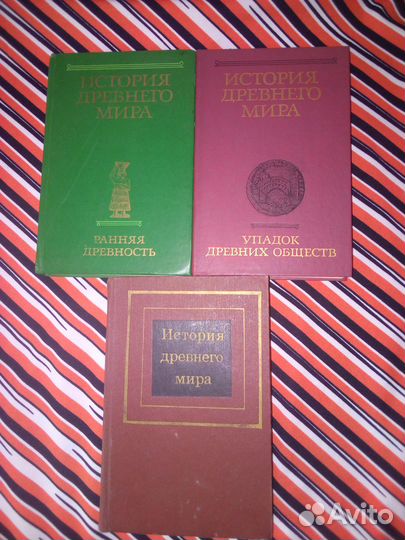 ИСТОРИЯ
ДРЕВНЕГО
МИРА
РАННЯЯ
ДРЕВНОСТЬ
ИСТОРИЯ
ДРЕВНЕГО
МИРА
УПАДОК
ДРЕВНИХ ОБЩЕСТВ
История
древнего
мира
Avito